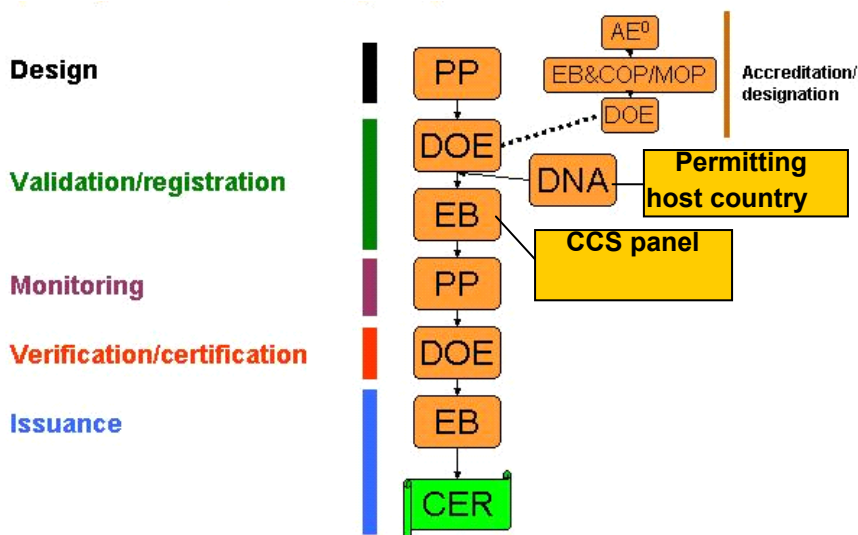 Design
PP
AE⁰
EB&COP/MOP
DOE
Accreditation/
designation
DOE
Validation/registration
DNA
Permitting
host country
EB
CCS panel
Monitoring
PP
Verification/certification
DOE
Issuance
EB
CER